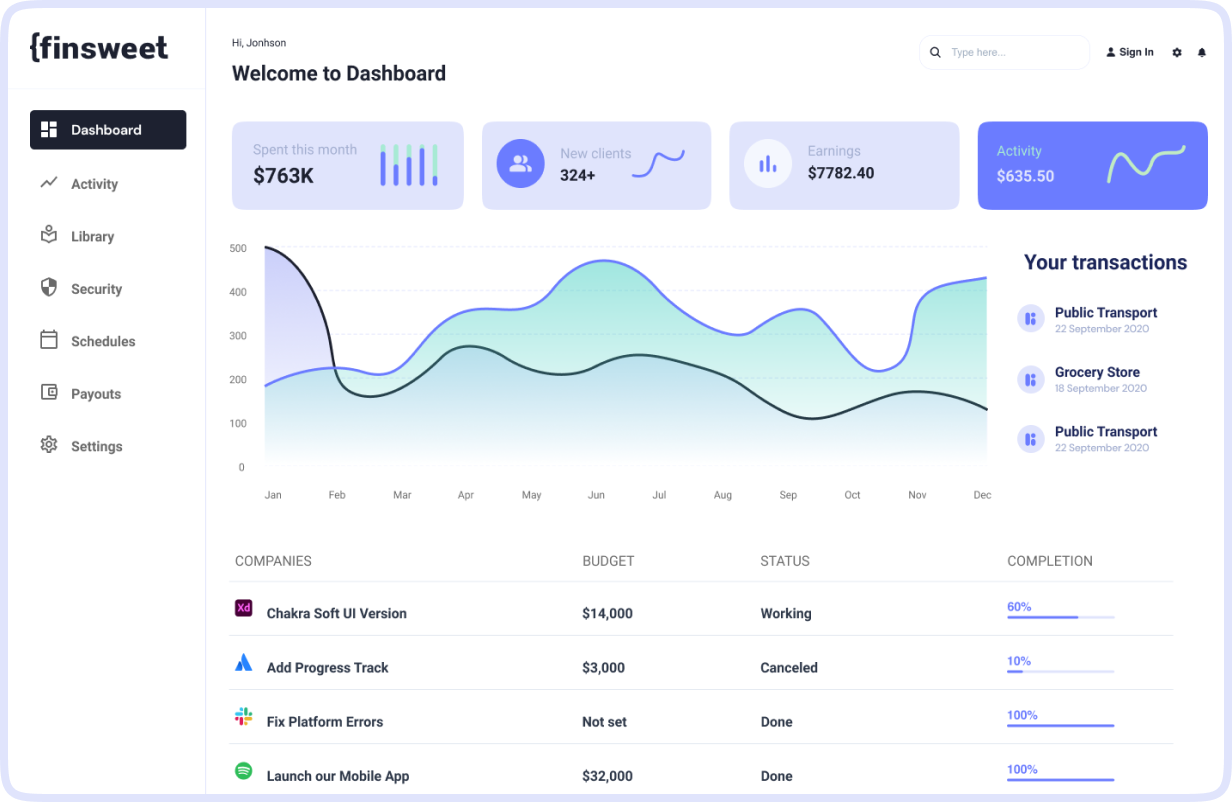 {finsweet
Dashboard
Activity
Library
Security
Schedules
Payouts
Settings
Hi, Jonhson
Welcome to Dashboard
Type here...
Sign In
Spent this month
$763K
New clients
324+
Earnings
$7782.40
Activity
$635.50
500
400
300
200
100
0
Jan Feb Mar Apr May Jun Jul Aug Sep Oct Nov Dec
Your transactions
Public Transport
22 September 2020
Grocery Store
18 September 2020
Public Transport
22 September 2020
COMPANIES BUDGET STATUS COMPLETION
Xd Chakra Soft UI Version $14,000 Working 60%
Add Progress Track $3,000 Canceled 10%
Fix Platform Errors Not set Done 100%
Launch our Mobile App $32,000 Done 100%